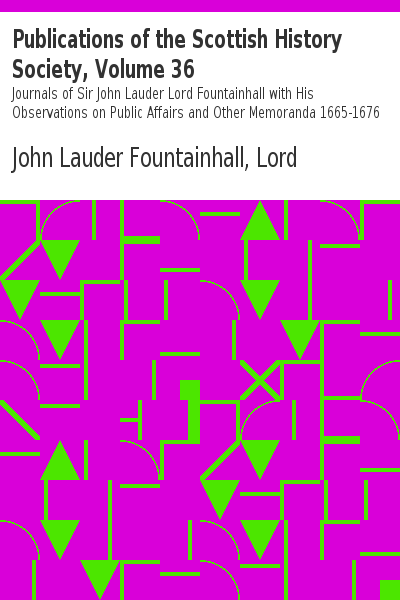 Publications of the Scottish History
Society, Volume 36
Journals of Sir John Lauder Lord Fountainhall with His
Observations on Public Affairs and Other Memoranda 1665-1676
John Lauder Fountainhall, Lord